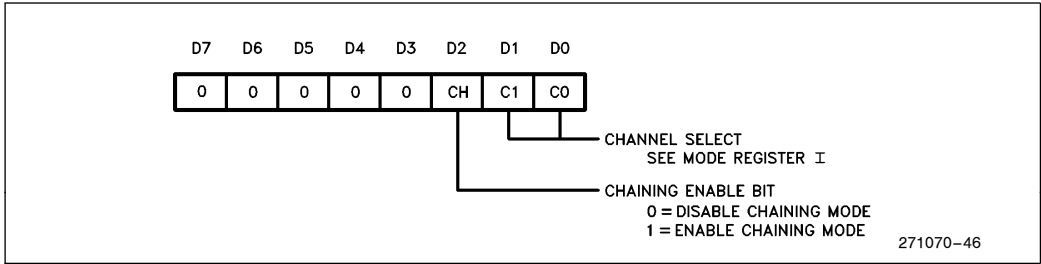 D7 D6 D5 D4 D3 D2 D1 D0
0 0 0 0 0 CH C1 C0
CHANNEL SELECT
SEE MODE REGISTER I
CHAINING ENABLE BIT
0 = DISABLE CHAINING MODE
1 = ENABLE CHAINING MODE
271070–46